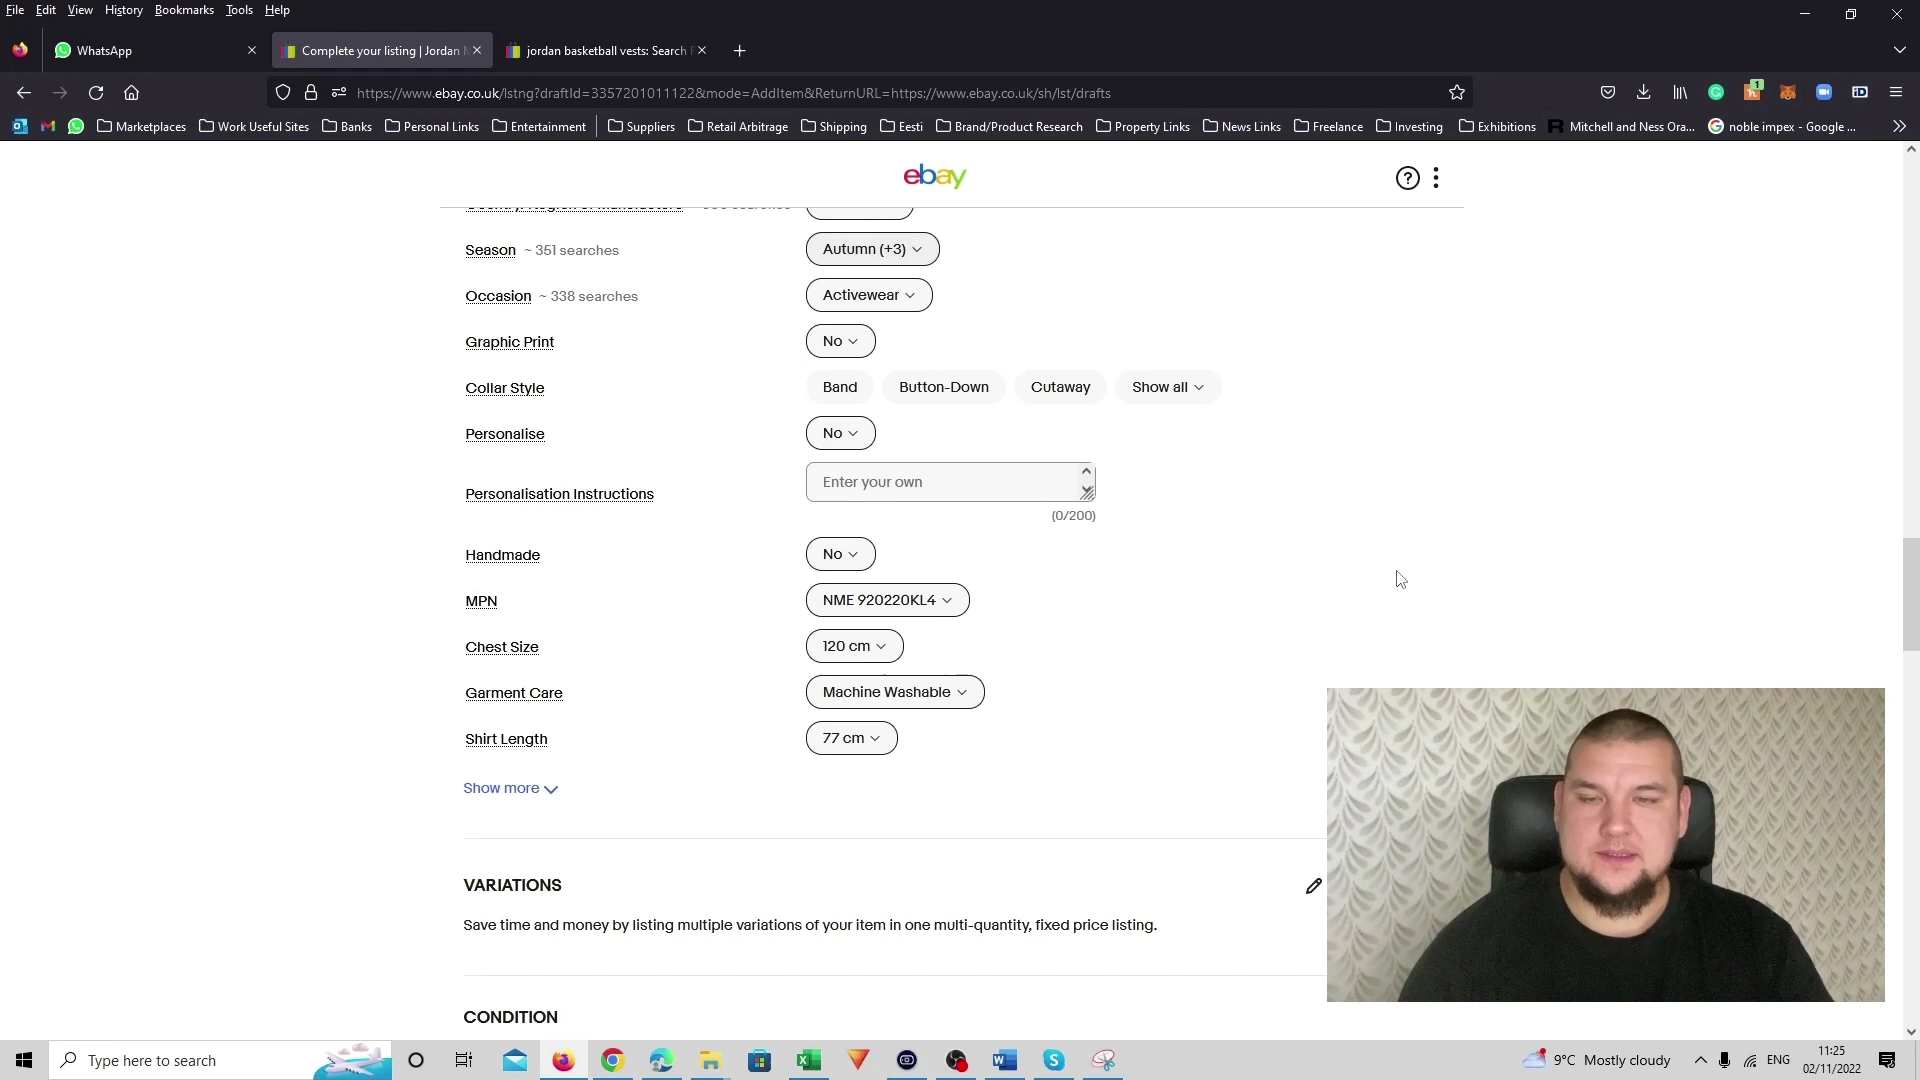 File Edit View History Bookmarks Tools Help
WhatsApp
Complete your listing | Jordan
jordan basketball vests: Search
https://www.ebay.co.uk/lstng?draftId=3357201011122&mode=AddItem&ReturnURL=https://www.ebay.co.uk/sh/lst/drafts
1
Marketplaces Work Useful Sites Banks Personal Links Entertainment Suppliers Retail Arbitrage Shipping Eesti Brand/Product Research Property Links News Links Freelance Investing Exhibitions Mitchell and Ness Ora... noble impex - Google ...
ebay
Season ~ 351 searches Autumn (+3)
Occasion ~ 338 searches Activewear
Graphic Print No
Collar Style Band Button-Down Cutaway Show all
Personalise No
Personalisation Instructions Enter your own
(0/200)
Handmade No
MPN NME 920220KL4
Chest Size 120 cm
Garment Care Machine Washable
Shirt Length 77 cm
Show more
VARIATIONS
Save time and money by listing multiple variations of your item in one multi-quantity, fixed price listing.
CONDITION
Type here to search
9°C Mostly cloudy
ENG
11:25
02/11/2022